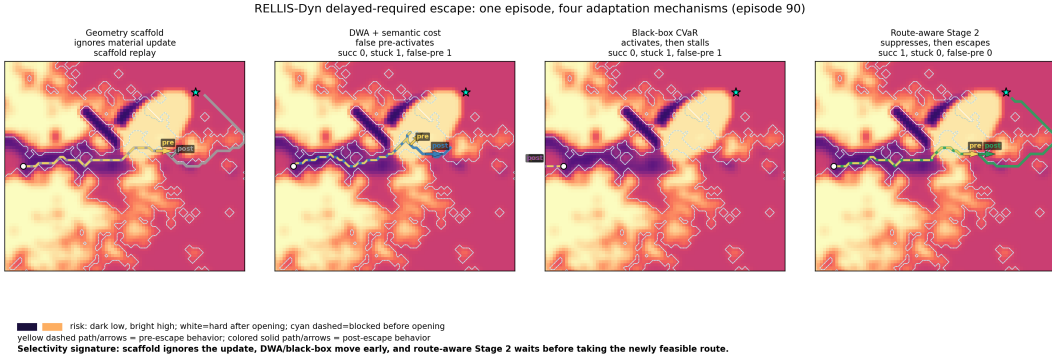 RELLIS-Dyn delayed-required escape: one episode, four adaptation mechanisms (episode 90)
Geometry scaffold
ignores material update
scaffold replay
DWA + semantic cost
false pre-activates
succ 0, stuck 1, false-pre 1
Black-box CVaR
activates, then stalls
succ 0, stuck 1, false-pre 1
Route-aware Stage 2
suppresses, then escapes
succ 1, stuck 0, false-pre 0
pre
post
pre
post
post
pre
post
risk: dark low, bright high; white=hard after opening; cyan dashed=blocked before opening
yellow dashed path/arrows = pre-escape behavior; colored solid path/arrows = post-escape behavior
Selectivity signature: scaffold ignores the update, DWA/black-box move early, and route-aware Stage 2 waits before taking the newly feasible route.